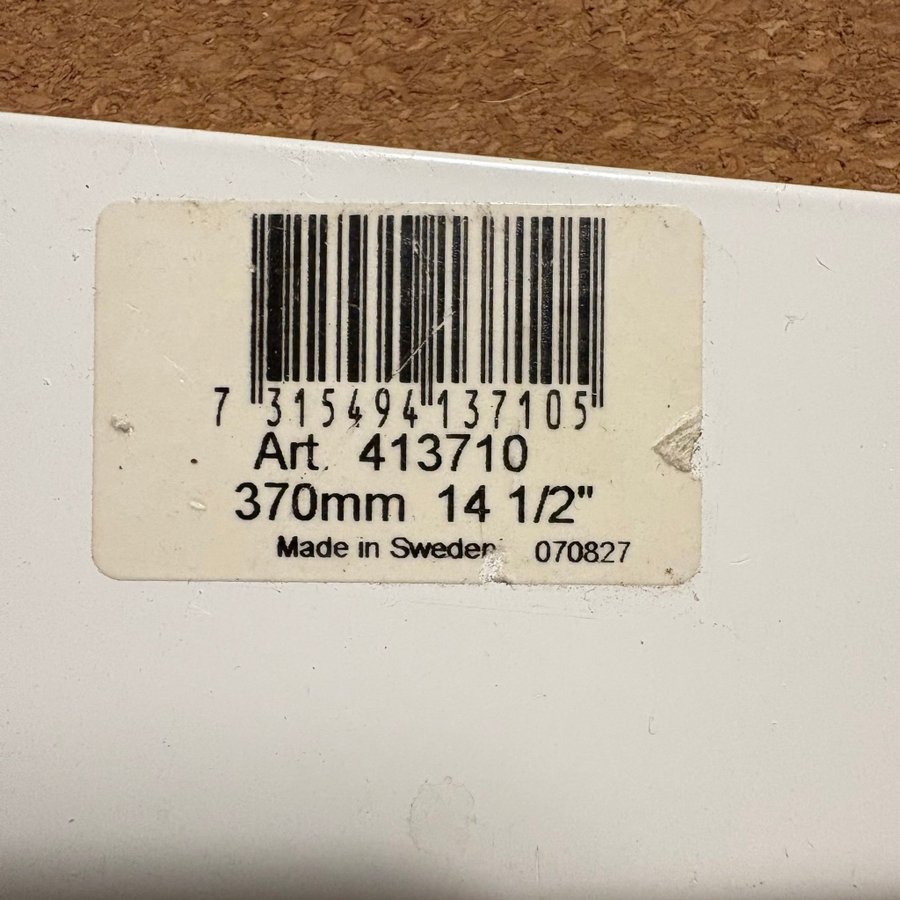 7 315494 137105
Art. 413710
370mm 14 1/2"
Made in Sweden 070827